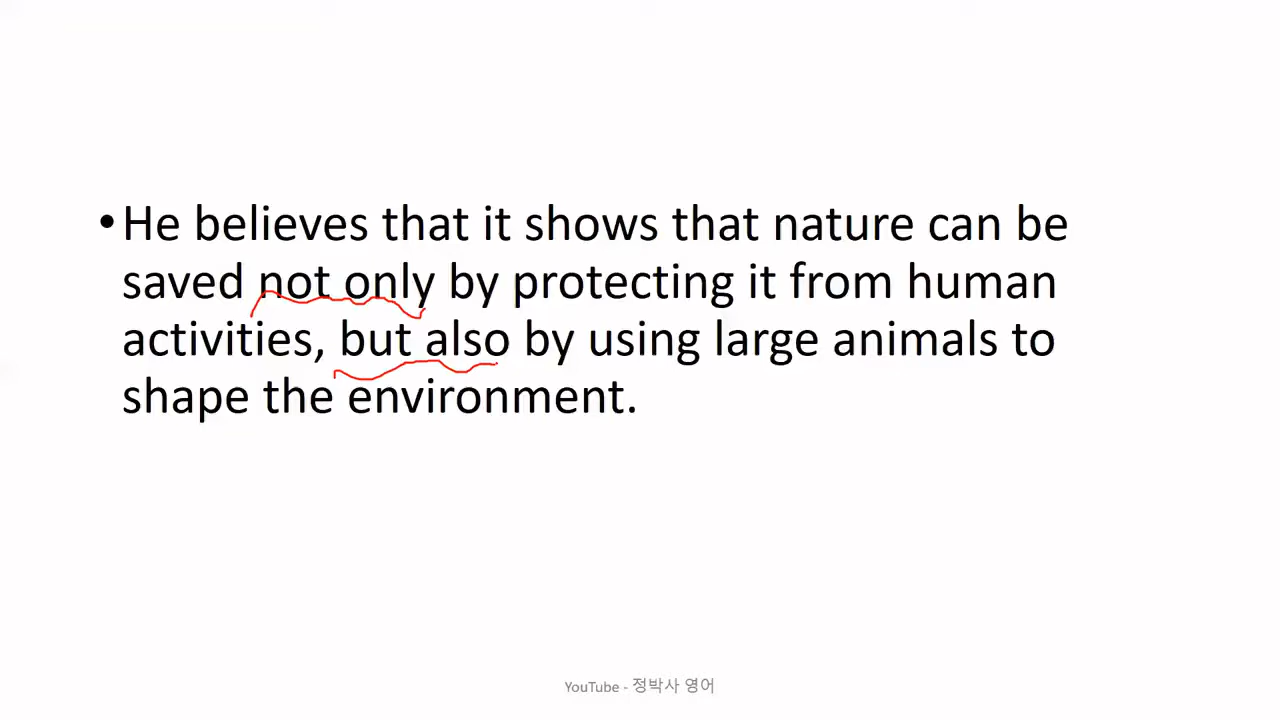 •He believes that it shows that nature can be
saved not only by protecting it from human
activities, but also by using large animals to
shape the environment.
YouTube - 정박사 영어